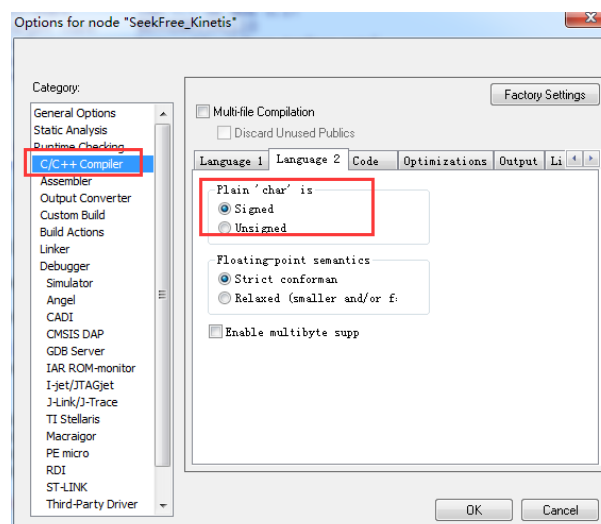 Options for node "SeekFree_Kinetis"
Category:
Factory Settings
General Options
Static Analysis
Runtime Checking
C/C++ Compiler
Assembler
Output Converter
Custom Build
Build Actions
Linker
Debugger
Simulator
Angel
CADI
CMSIS DAP
GDB Server
IAR ROM-monitor
I-jet/JTAGjet
J-Link/J-Trace
TI Stellaris
Macraigor
PE micro
RDI
ST-LINK
Third-Party Driver
Multi-file Compilation
Discard Unused Publics
Language 1 Language 2 Code Optimizations Output Li
Plain 'char' is
Signed
Unsigned
Floating-point semantics
Strict conforman
Relaxed (smaller and/or f
Enable multibyte supp
OK Cancel